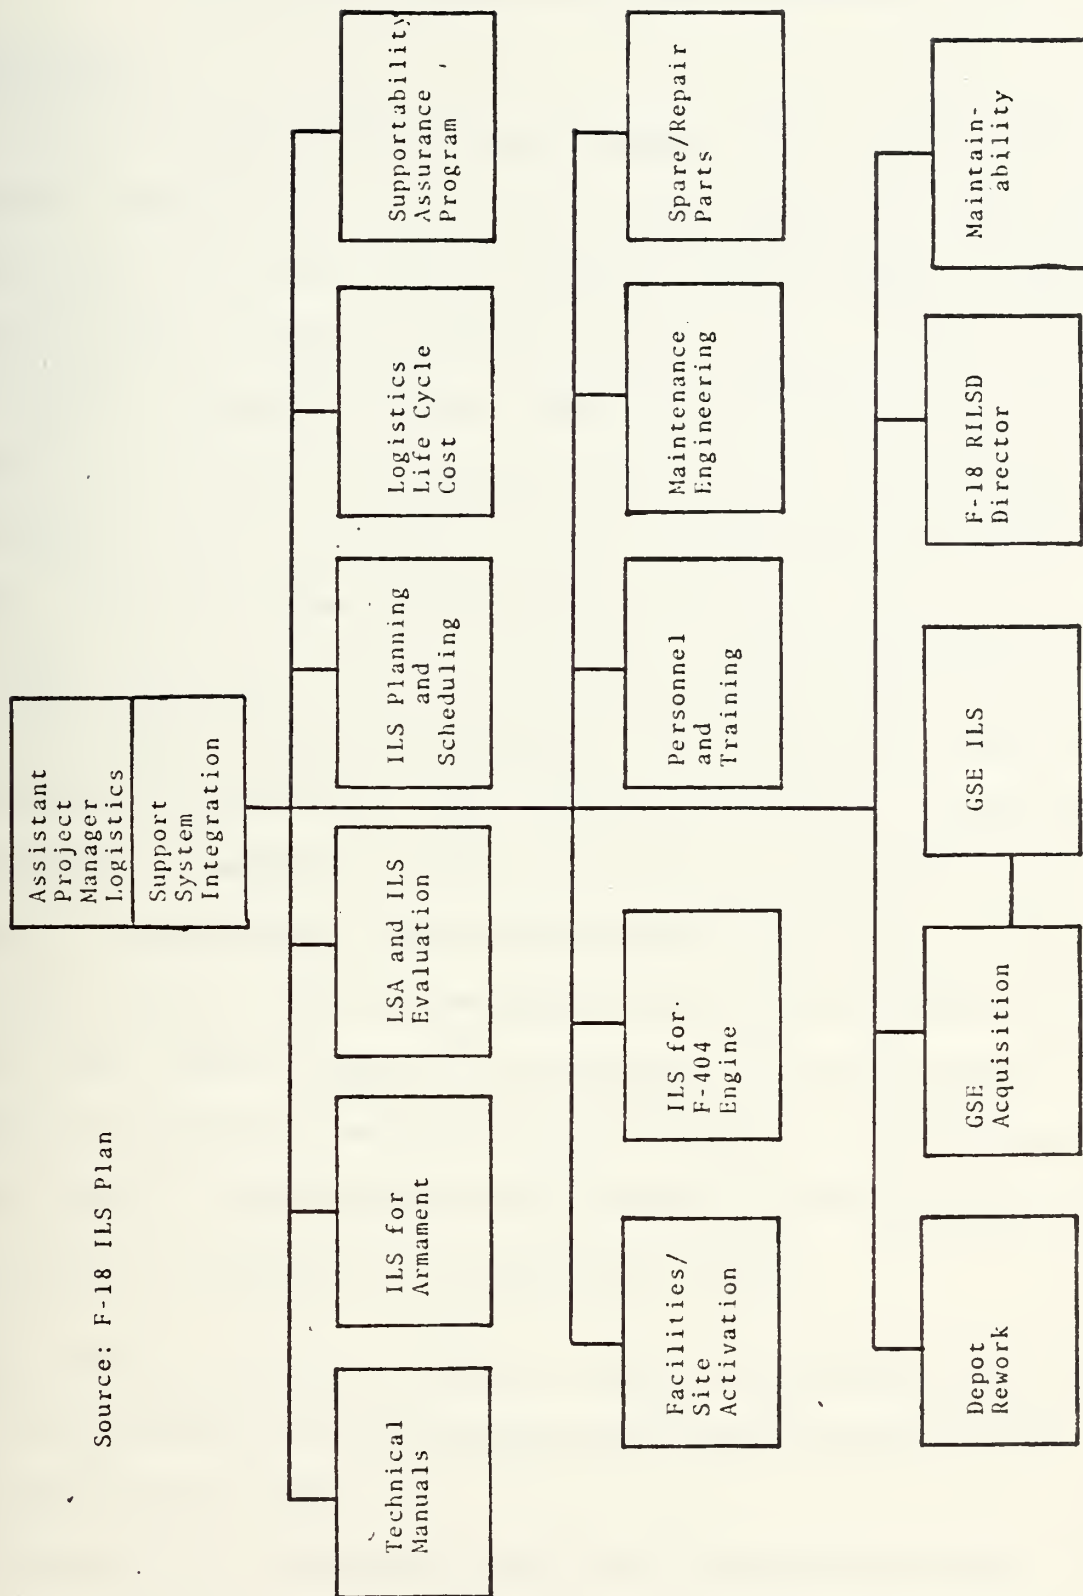 Source: F-18 ILS Plan
Assistant
Project
Manager
Logistics
Support
System
Integration
Technical
Manuals
ILS for
Armament
LSA and ILS
Evaluation
ILS Planning
and
Scheduling
Logistics
Life Cycle
Cost
Supportability
Assurance
Program
Facilities/
Site
Activation
ILS for
F-404
Engine
Personnel
and
Training
Maintenance
Engineering
Spare/Repair
Parts
Depot
Rework
GSE
Acquisition
GSE ILS
F-18 RILSD
Director
Maintain-
ability